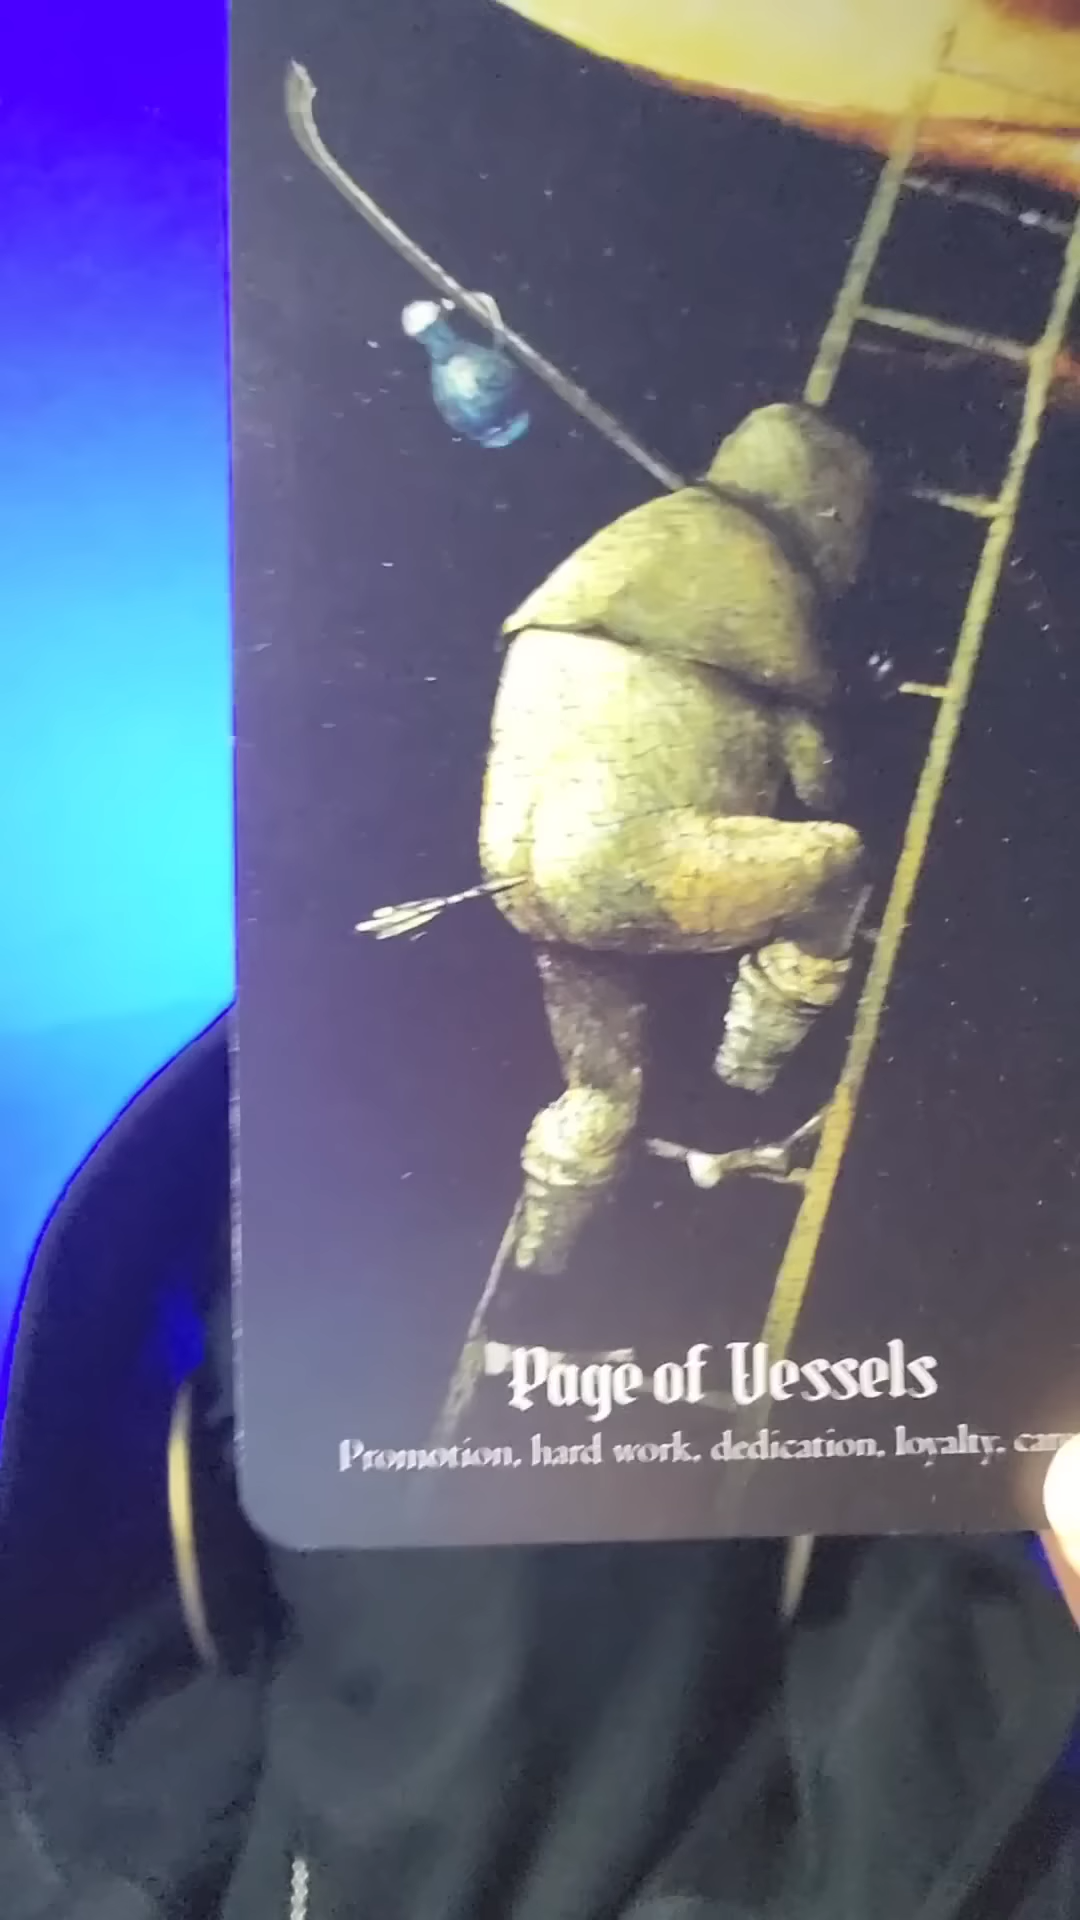 Page of Vessels
Promotion, hard work, dedication, loyalty,